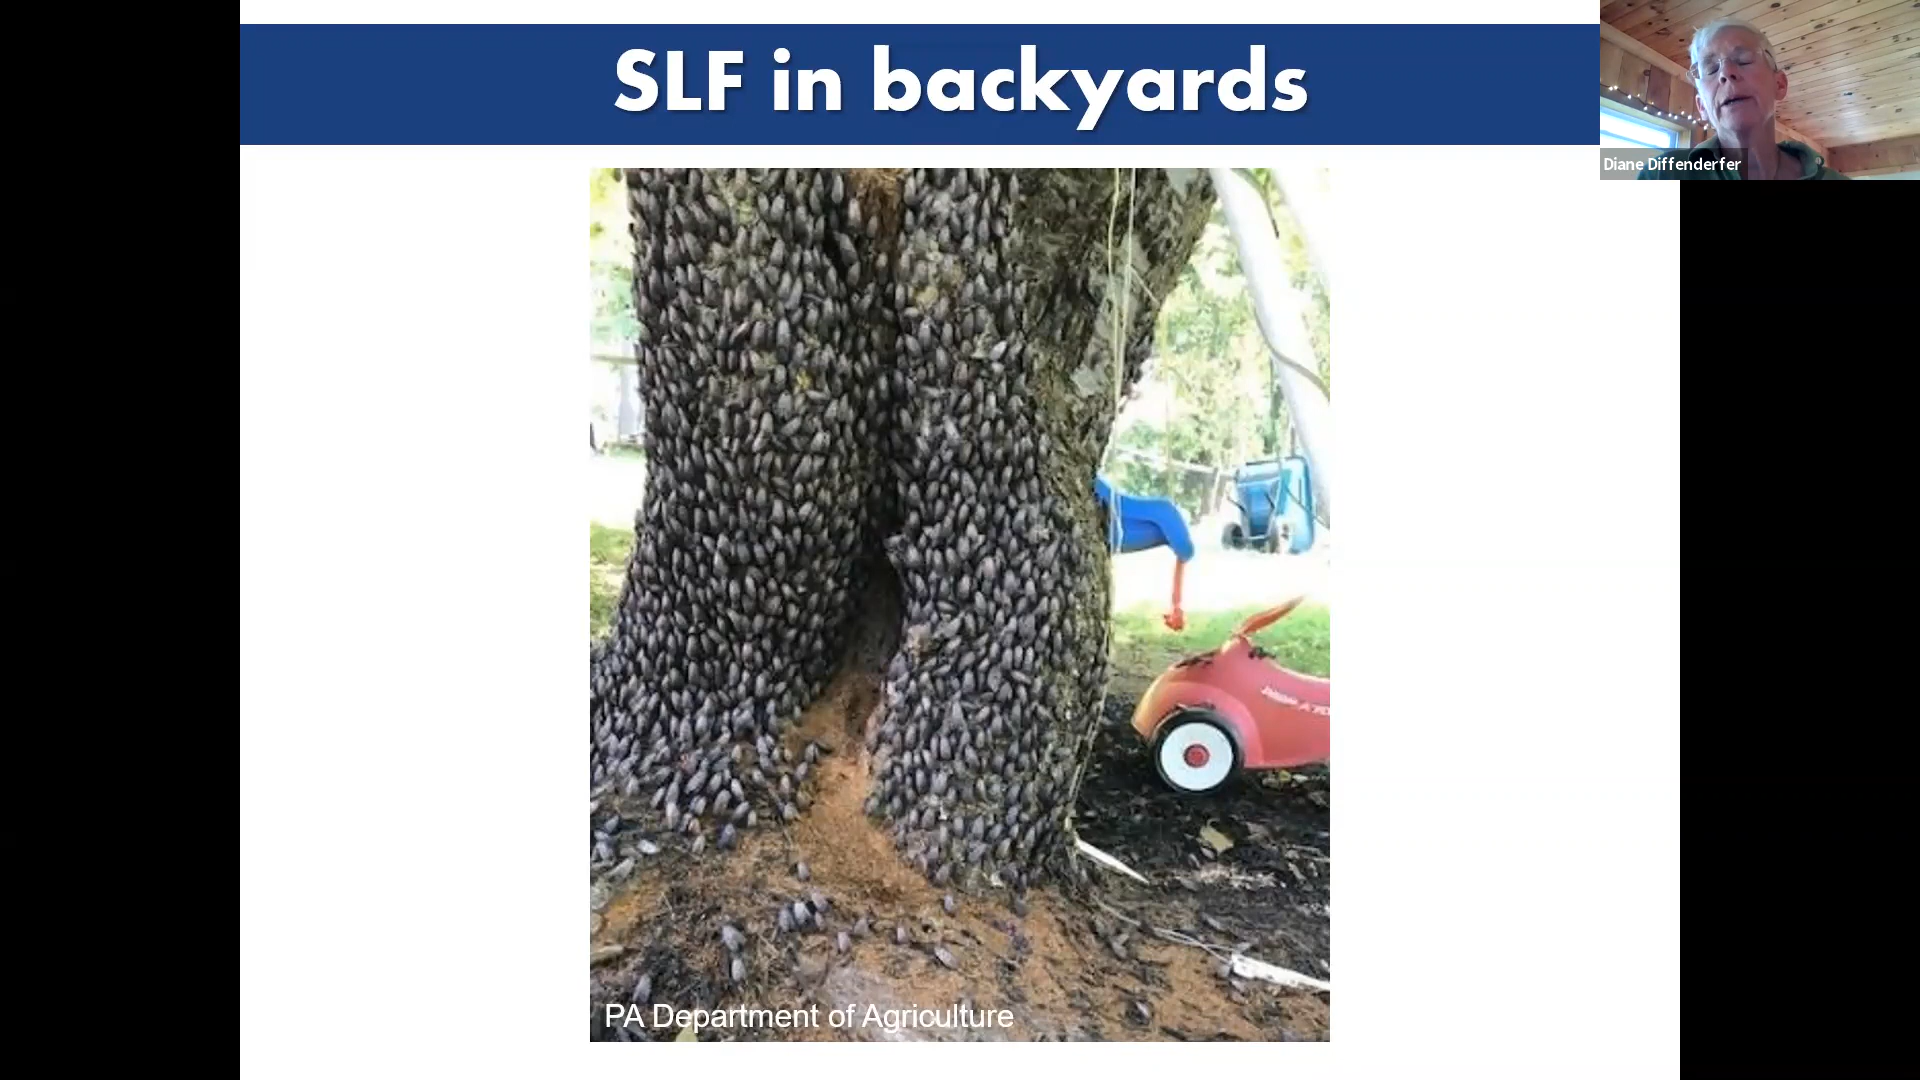 SLF in backyards
Diane Diffenderfer
PA Department of Agriculture